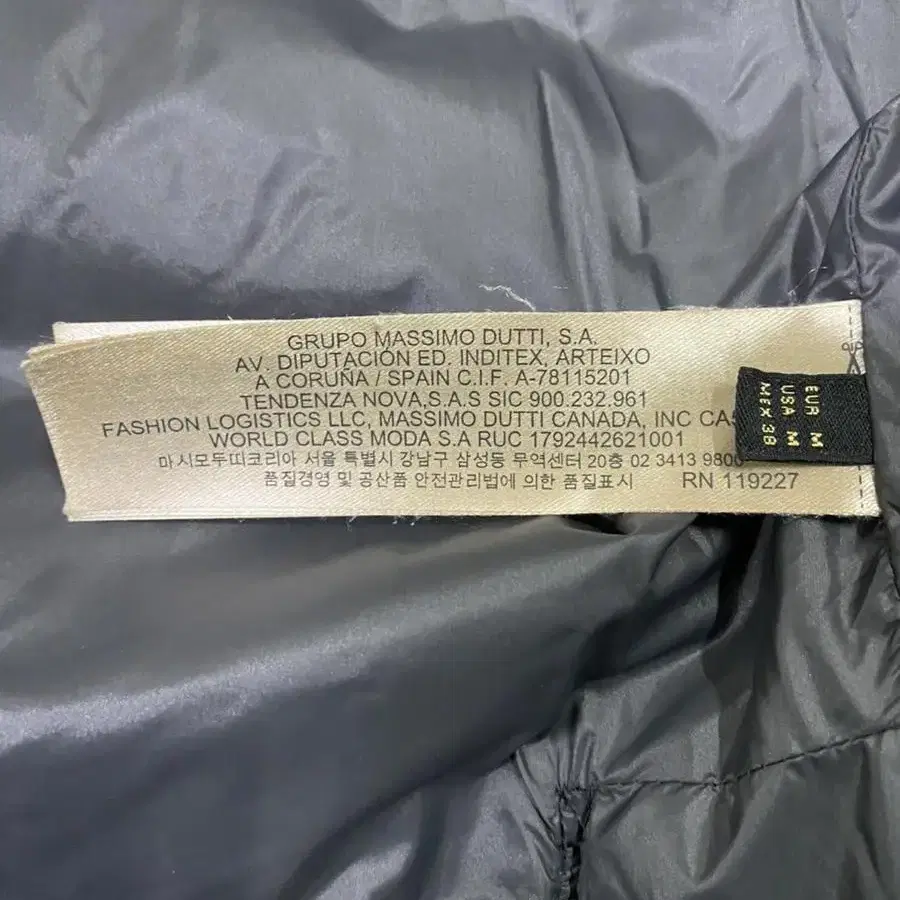 GRUPO MASSIMO DUTTI, S.A.
AV. DIPUTACIÓN ED. INDITEX, ARTEIXO
A CORUÑA / SPAIN C.I.F. A-78115201
TENDENZA NOVA,S.A.S SIC 900.232.961
FASHION LOGISTICS LLC, MASSIMO DUTTI CANADA, INC
WORLD CLASS MODA S.A RUC 1792442621001
마시모두띠코리아 서울 특별시 강남구 삼성동 무역센터 20층 02 3413 9800
품질경영 및 공산품 안전관리법에 의한 품질표시 RN 119227
EUR M
USA M
MEX 38